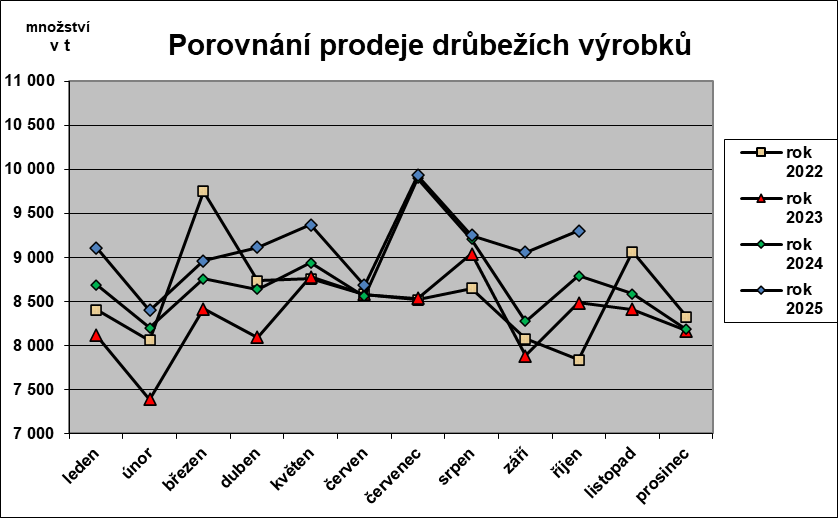 množství
v t
Porovnání prodeje drůbežích výrobků
11 000
10 500
10 000
9 500
9 000
8 500
8 000
7 500
7 000
leden
únor
březen
duben
květen
červen
červenec
srpen
září
říjen
listopad
prosinec
rok
2022
rok
2023
rok
2024
rok
2025